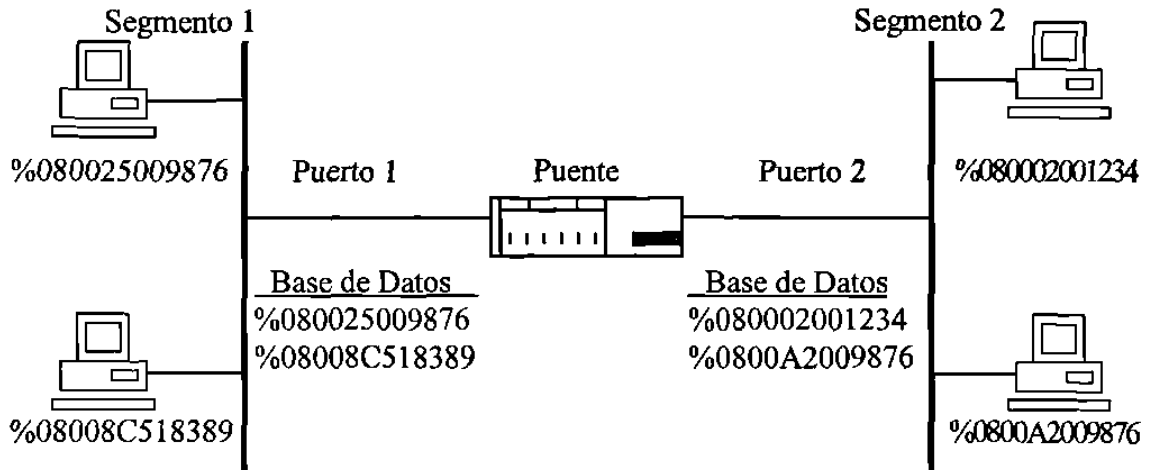 Segmento 1
Segmento 2
%080025009876
Puerto 1
Puente
Puerto 2
%080002001234
Base de Datos
%080025009876
%08008C518389
Base de Datos
%080002001234
%0800A2009876
%08008C518389
%0800A2009876